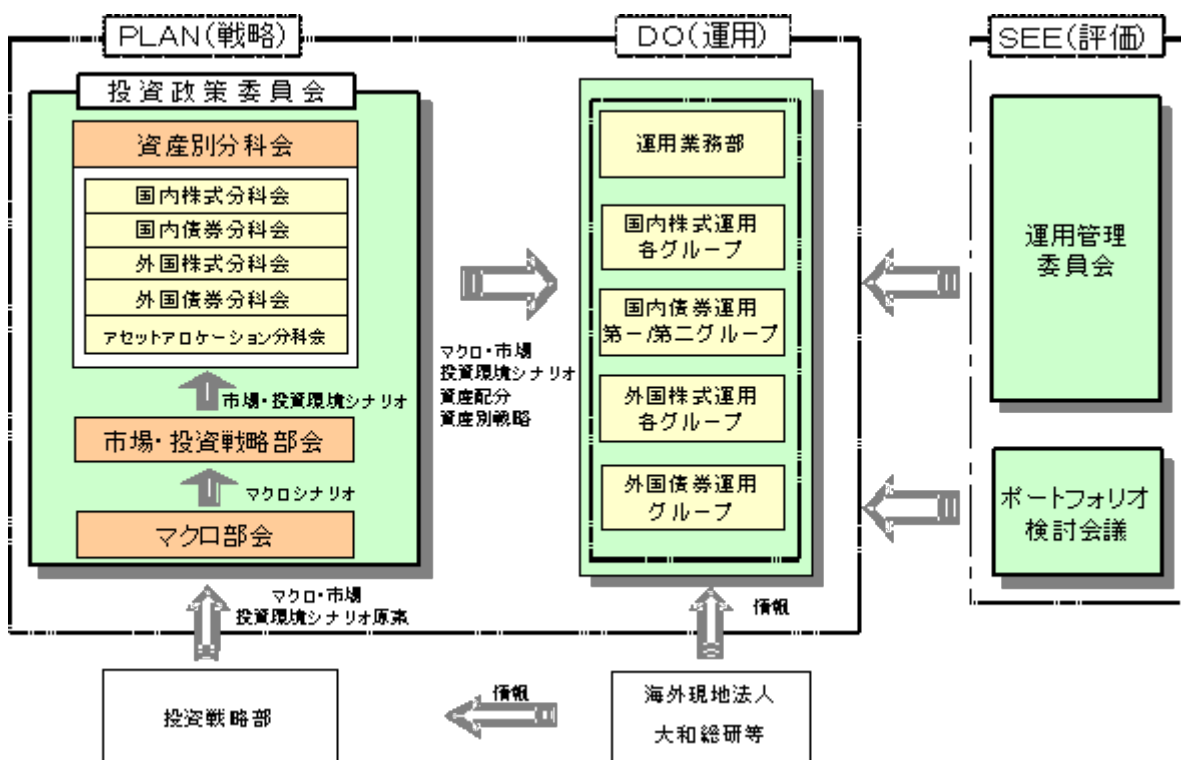 PLAN(戦略)
投資政策委員会
資産別分科会
国内株式分科会
国内債券分科会
外国株式分科会
外国債券分科会
アセットアロケーション分科会
市場・投資環境シナリオ
市場・投資戦略部会
マクロシナリオ
マクロ部会
マクロ・市場
投資環境シナリオ原案
投資戦略部
マクロ・市場
投資環境シナリオ
資産配分
資産別戦略
DO(運用)
運用業務部
国内株式運用
各グループ
国内債券運用
第一/第二グループ
外国株式運用
各グループ
外国債券運用
グループ
情報
情報
海外現地法人
大和総研等
SEE(評価)
運用管理
委員会
ポートフォリオ
検討会議